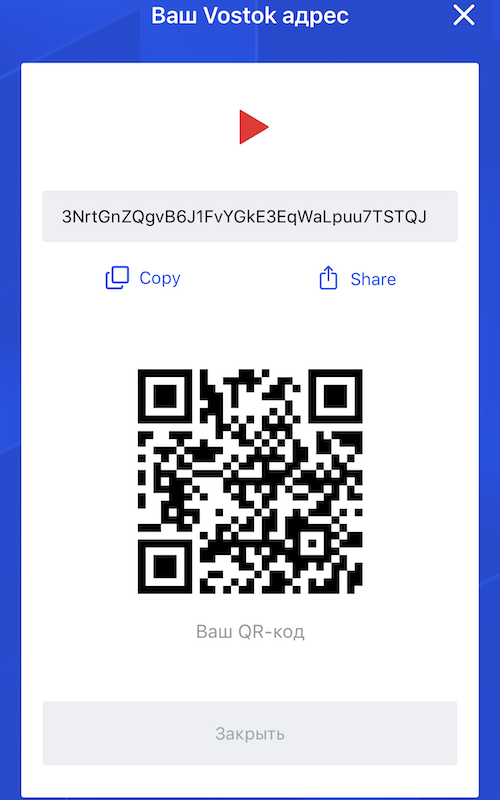 Ваш Vostok адрес
3NrtGnZQgvB6J1FvYGkE3EqWaLpuu7TSTQJ
Copy
Share
Ваш QR-код
Закрыть